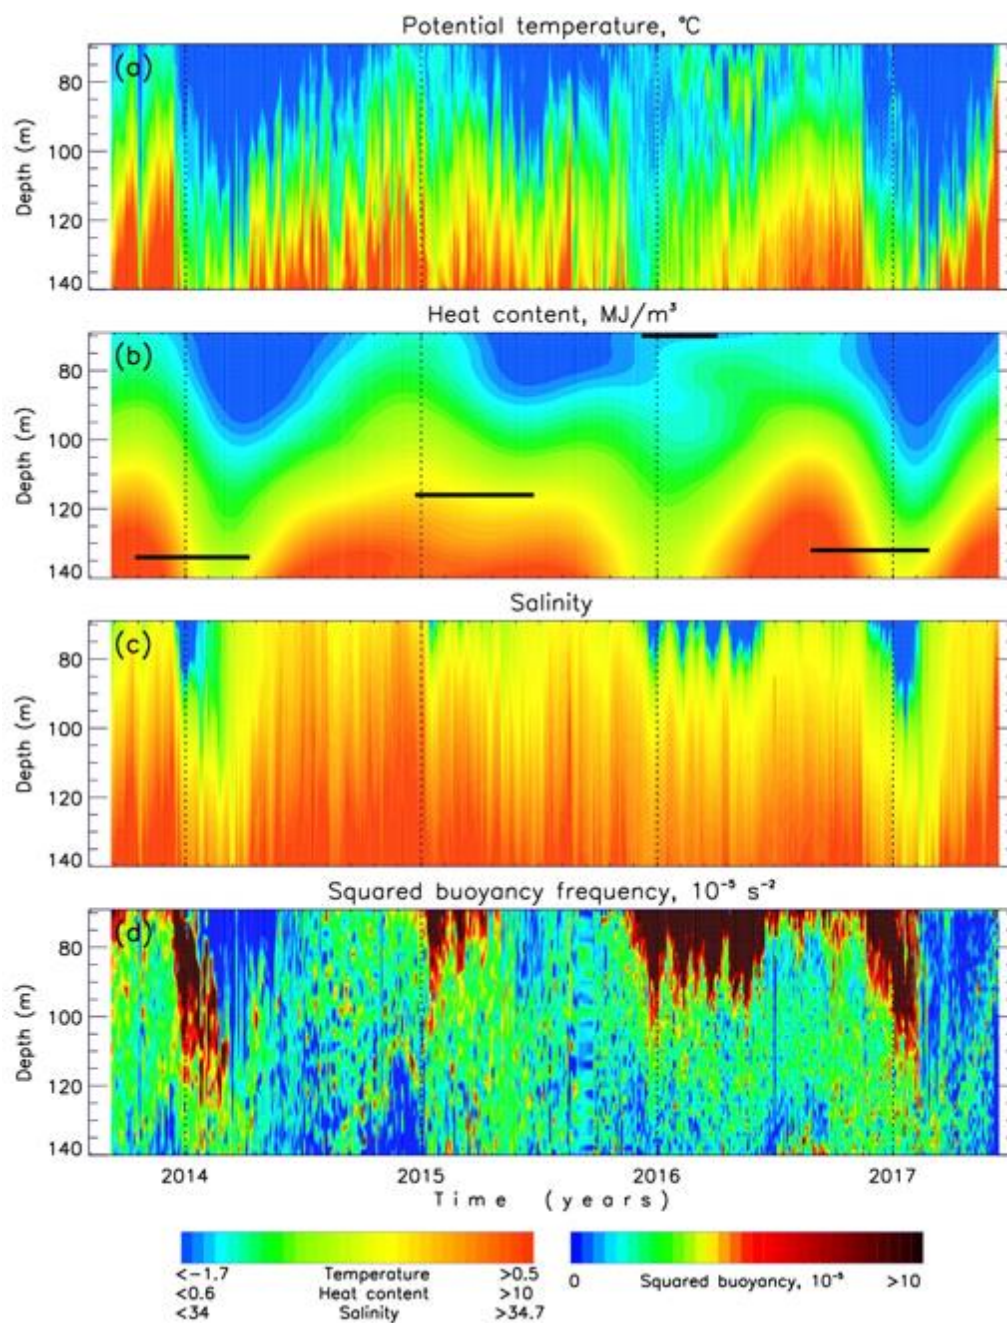 Potential temperature, °C
(a)
Depth (m)
80
100
120
140
Heat content, MJ/m³
(b)
Depth (m)
80
100
120
140
Salinity
(c)
Depth (m)
80
100
120
140
Squared buoyancy frequency, 10⁻⁵ s⁻²
(d)
Depth (m)
80
100
120
140
2014 2015 2016 2017
Time (years)
<-1.7 Temperature >0.5
<0.6 Heat content >10
<34 Salinity >34.7
0 Squared buoyancy, 10⁻⁵ >10